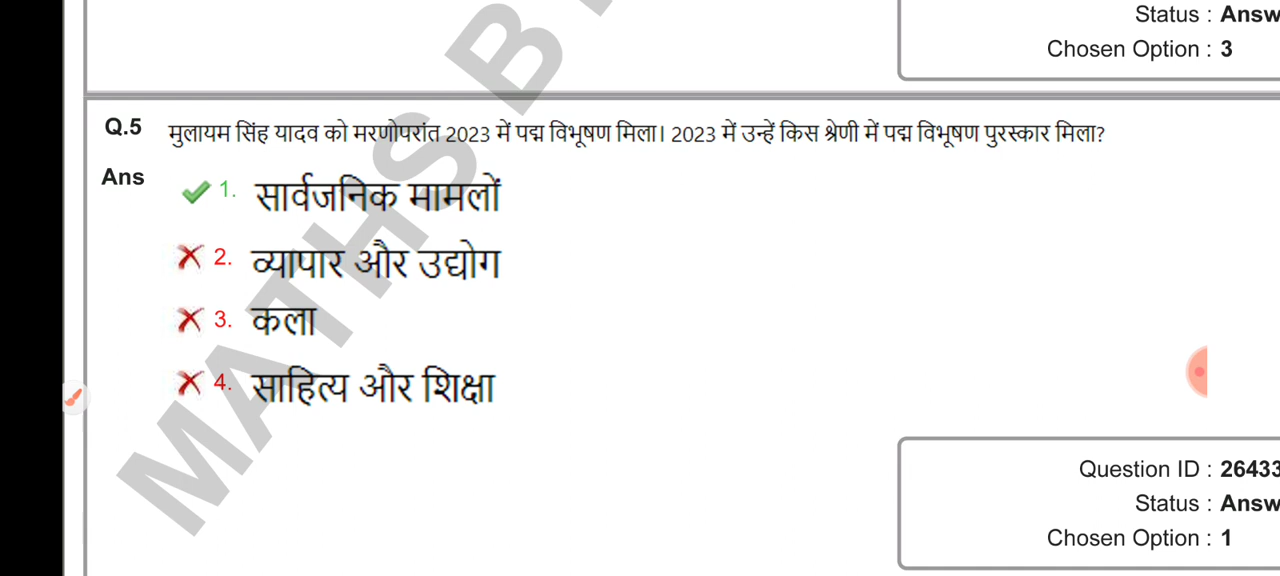 Status : Answ
Chosen Option : 3
Q.5 मुलायम सिंह यादव को मरणोपरांत 2023 में पद्म विभूषण मिला। 2023 में उन्हें किस श्रेणी में पद्म विभूषण पुरस्कार मिला?
Ans
1. सार्वजनिक मामलों
2. व्यापार और उद्योग
3. कला
4. साहित्य और शिक्षा
MATHS B
Question ID : 26433
Status : Answ
Chosen Option : 1